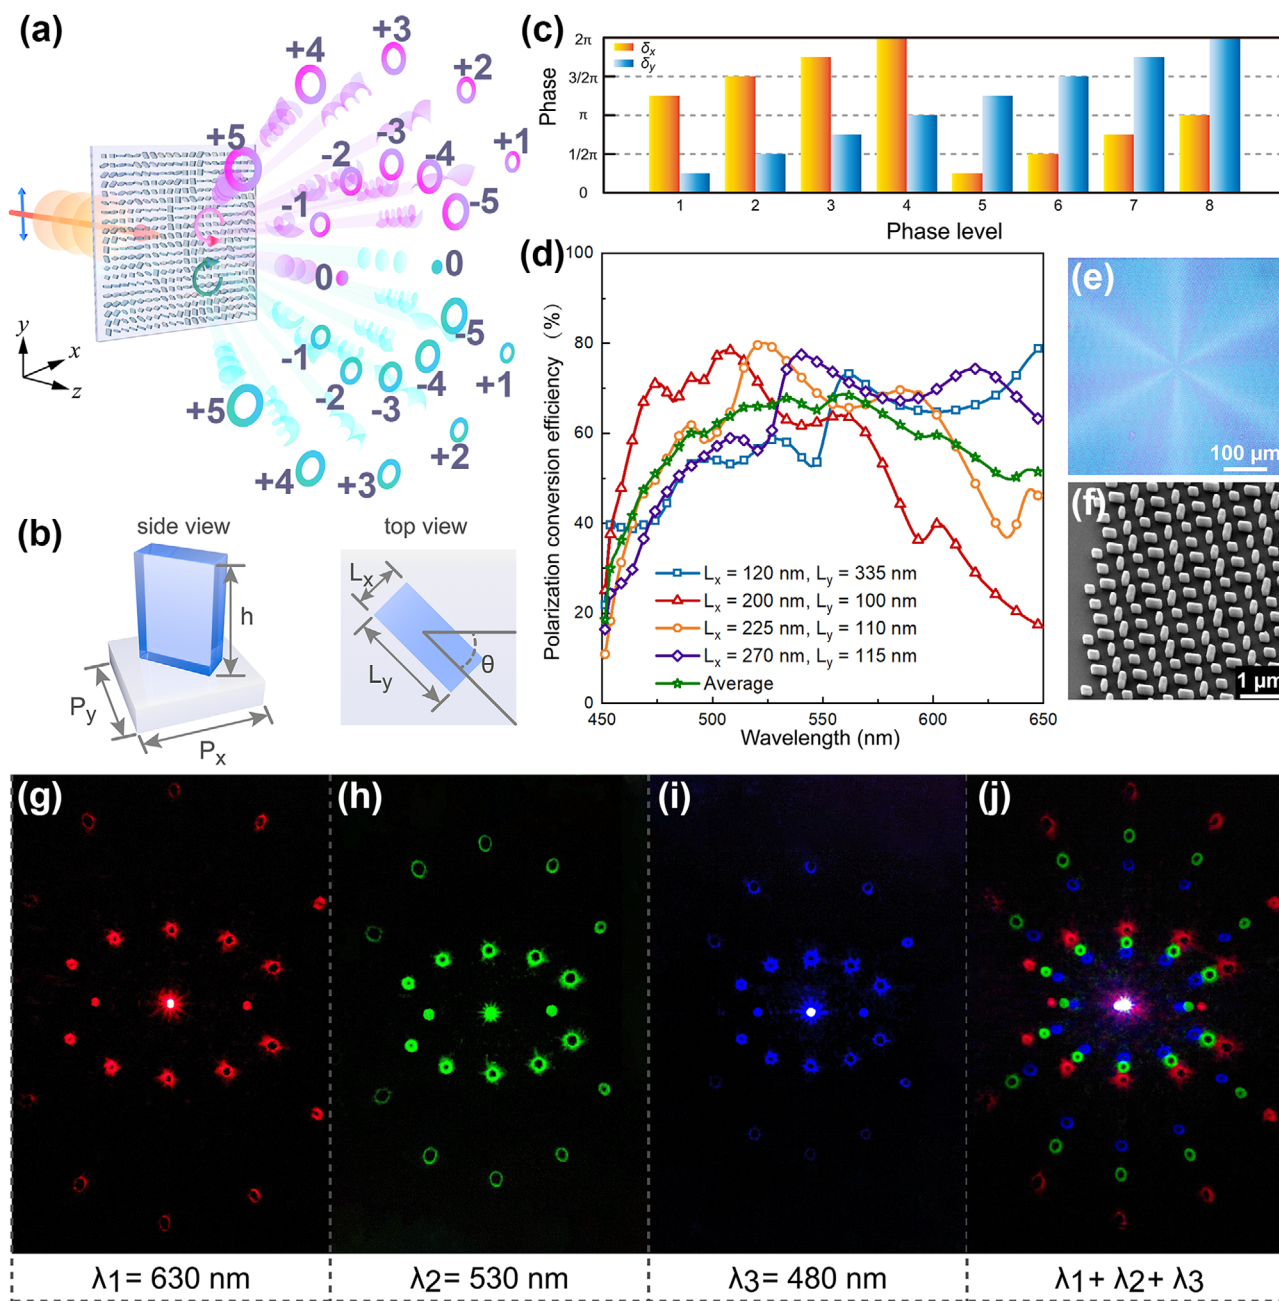 (a)
+3
+4
+2
+5
-3
+1
-2
-4
-1
-5
0
0
-5
-1
-4
+1
-2
-3
+5
+2
+4
+3
y
x
z
(b)
side view
top view
h
Py
Px
Lx
Ly
θ
(c)
Phase
2π
3/2π
π
1/2π
0
δx
δy
1 2 3 4 5 6 7 8
Phase level
(d)
Polarization conversion efficiency (%)
100
80
60
40
20
0
Lx = 120 nm, Ly = 335 nm
Lx = 200 nm, Ly = 100 nm
Lx = 225 nm, Ly = 110 nm
Lx = 270 nm, Ly = 115 nm
Average
450 500 550 600 650
Wavelength (nm)
(e)
100 μm
(f)
1 μm
(g)
(h)
(i)
(j)
λ1= 630 nm
λ2= 530 nm
λ3= 480 nm
λ1+ λ2+ λ3